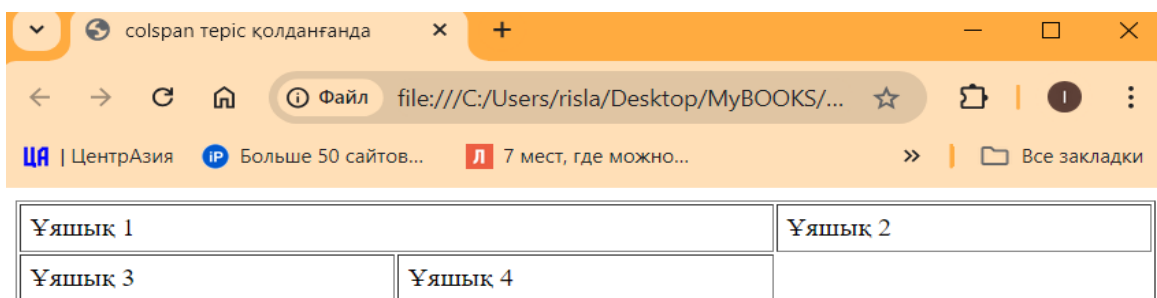 colspan теріс қолданғанда
Файл file:///C:/Users/risla/Desktop/MyBOOKS/... I
ЦА | ЦентрАзия iP Больше 50 сайтов... Л 7 мест, где можно... » Все закладки
Ұяшық 1 Ұяшық 2
Ұяшық 3 Ұяшық 4